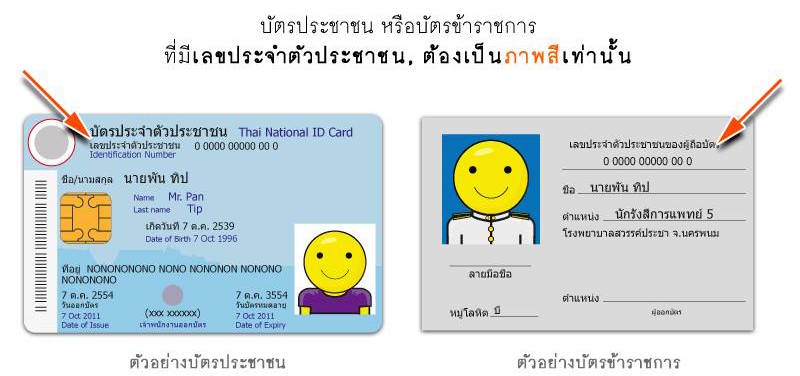 บัตรประชาชน หรือบัตรข้าราชการ
ที่มีเลขประจำตัวประชาชน, ต้องเป็นภาพสีเท่านั้น
บัตรประจำตัวประชาชน Thai National ID Card
เลขประจำตัวประชาชน 0 0000 00000 00 0
Identification Number
ชื่อ/นามสกุล นายพัน ทิป
Name Mr. Pan
Last name Tip
เกิดวันที่ 7 ต.ค. 2539
Date of Birth 7 Oct 1996
ที่อยู่ NONONONONO NONO NONONON NONONO
NONONONO
7 ต.ค. 2554
วันออกบัตร
7 Oct 2011
Date of Issue
(xxx xxxxxx)
เจ้าพนักงานออกบัตร
7 ต.ค. 3554
วันบัตรหมดอายุ
7 Oct 2011
Date of Expiry
ตัวอย่างบัตรประชาชน
เลขประจำตัวประชาชนของผู้ถือบัตร
0 0000 00000 00 0
ชื่อ นายพัน ทิป
ตำแหน่ง นักรังสีการแพทย์ 5
โรงพยาบาลสวรรค์ประชา จ.นครพนม
ลายมือชื่อ
หมู่โลหิต บี
ตำแหน่ง
ผู้ออกบัตร
ตัวอย่างบัตรข้าราชการ